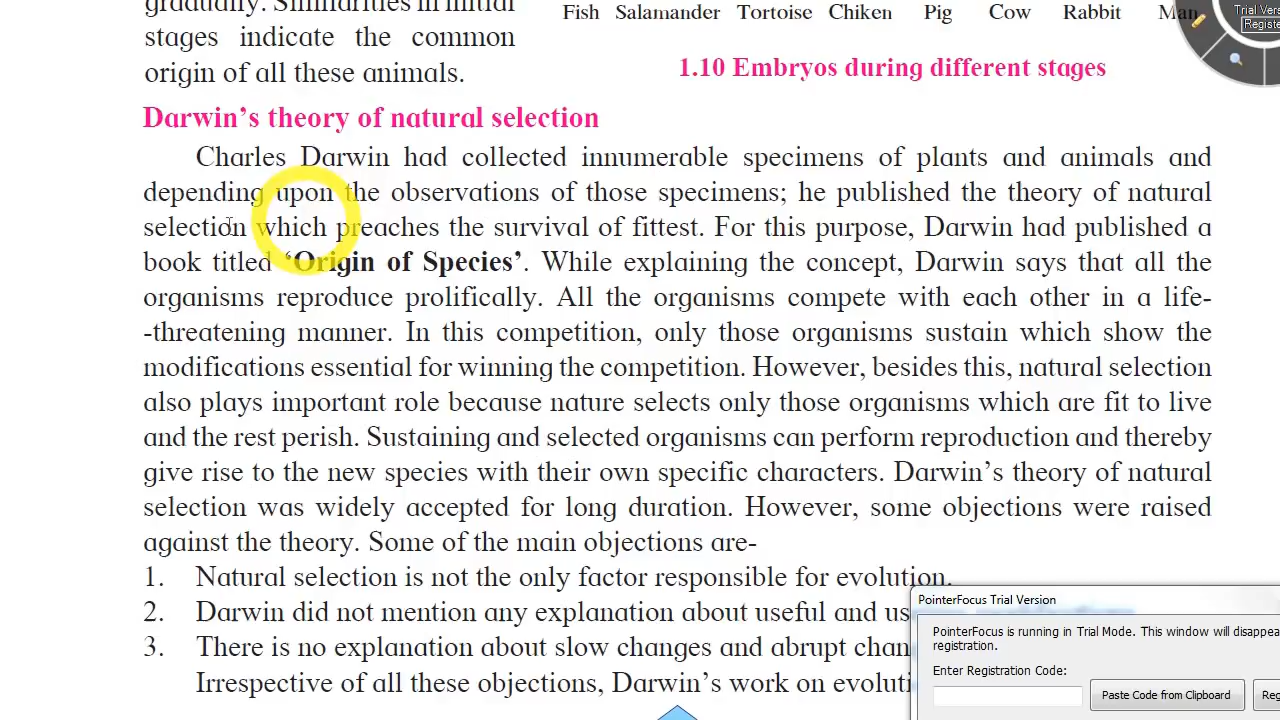 gradually. Similarities in initial
stages indicate the common
origin of all these animals.
Fish Salamander Tortoise Chiken Pig Cow Rabbit Man
1.10 Embryos during different stages
Trial Vers
Registe
Darwin's theory of natural selection
Charles Darwin had collected innumerable specimens of plants and animals and
depending upon the observations of those specimens; he published the theory of natural
selection which preaches the survival of fittest. For this purpose, Darwin had published a
book titled 'Origin of Species'. While explaining the concept, Darwin says that all the
organisms reproduce prolifically. All the organisms compete with each other in a life-
-threatening manner. In this competition, only those organisms sustain which show the
modifications essential for winning the competition. However, besides this, natural selection
also plays important role because nature selects only those organisms which are fit to live
and the rest perish. Sustaining and selected organisms can perform reproduction and thereby
give rise to the new species with their own specific characters. Darwin's theory of natural
selection was widely accepted for long duration. However, some objections were raised
against the theory. Some of the main objections are-
1. Natural selection is not the only factor responsible for evolution.
2. Darwin did not mention any explanation about useful and us
3. There is no explanation about slow changes and abrupt chan
Irrespective of all these objections, Darwin's work on evoluti
PointerFocus Trial Version
PointerFocus is running in Trial Mode. This window will disappea
registration.
Enter Registration Code:
Paste Code from Clipboard
Reg